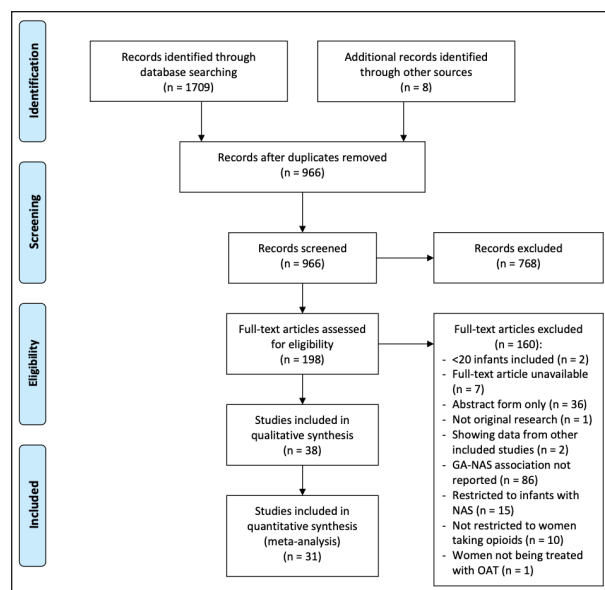 Identification
Records identified through
database searching
(n = 1709)
Additional records identified
through other sources
(n = 8)
Records after duplicates removed
(n = 966)
Screening
Records screened
(n = 966)
Records excluded
(n = 768)
Eligibility
Full-text articles assessed
for eligibility
(n = 198)
Full-text articles excluded
(n = 160):
- <20 infants included (n = 2)
- Full-text article unavailable
(n = 7)
- Abstract form only (n = 36)
- Not original research (n = 1)
- Showing data from other
included studies (n = 2)
- GA-NAS association not
reported (n = 86)
- Restricted to infants with
NAS (n = 15)
- Not restricted to women
taking opioids (n = 10)
- Women not being treated
with OAT (n = 1)
Studies included in
qualitative synthesis
(n = 38)
Included
Studies included in
quantitative synthesis
(meta-analysis)
(n = 31)